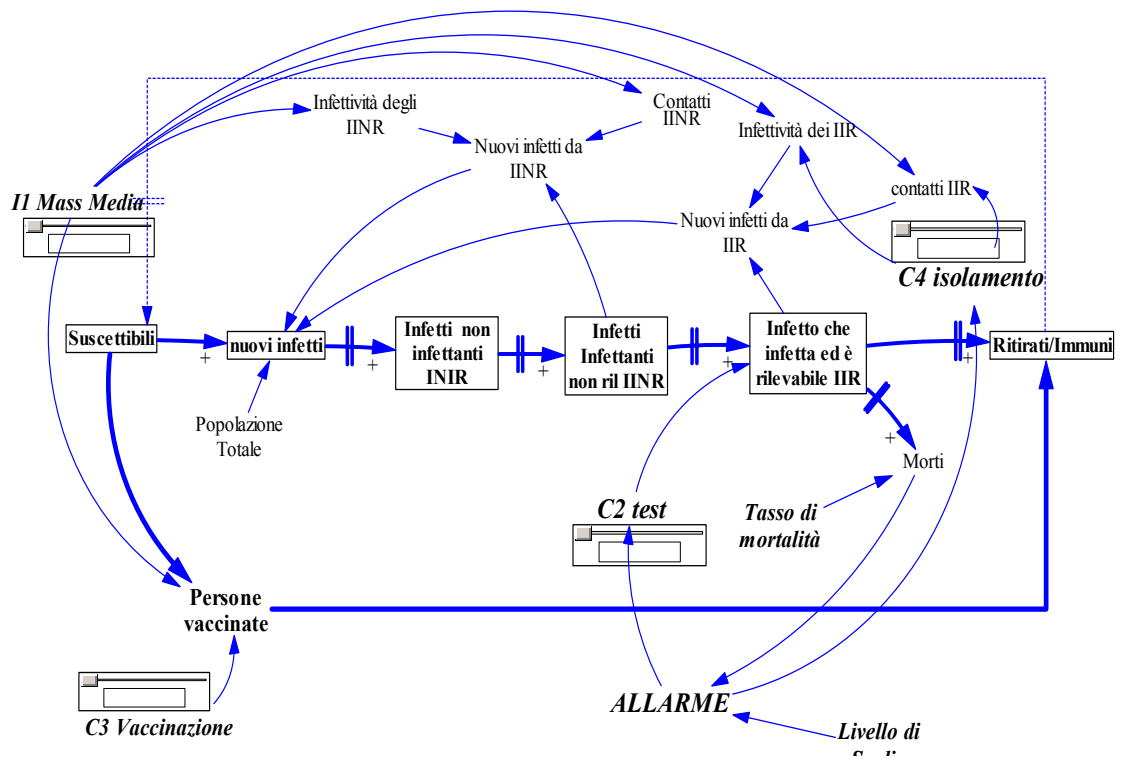 Infettività degli
IINR
Contatti
IINR
Infettività dei IIR
Nuovi infetti da
IINR
contatti IIR
I1 Mass Media
Nuovi infetti da
IIR
C4 isolamento
Suscettibili
+
nuovi infetti
+
Infetti non
infettanti
INIR
+
Infetti
Infettanti
non ril IINR
+
Infetto che
infetta ed è
rilevabile IIR
+
Ritirati/Immuni
Popolazione
Totale
+
Morti
C2 test
Tasso di
mortalità
Persone
vaccinate
ALLARME
C3 Vaccinazione
Livello di